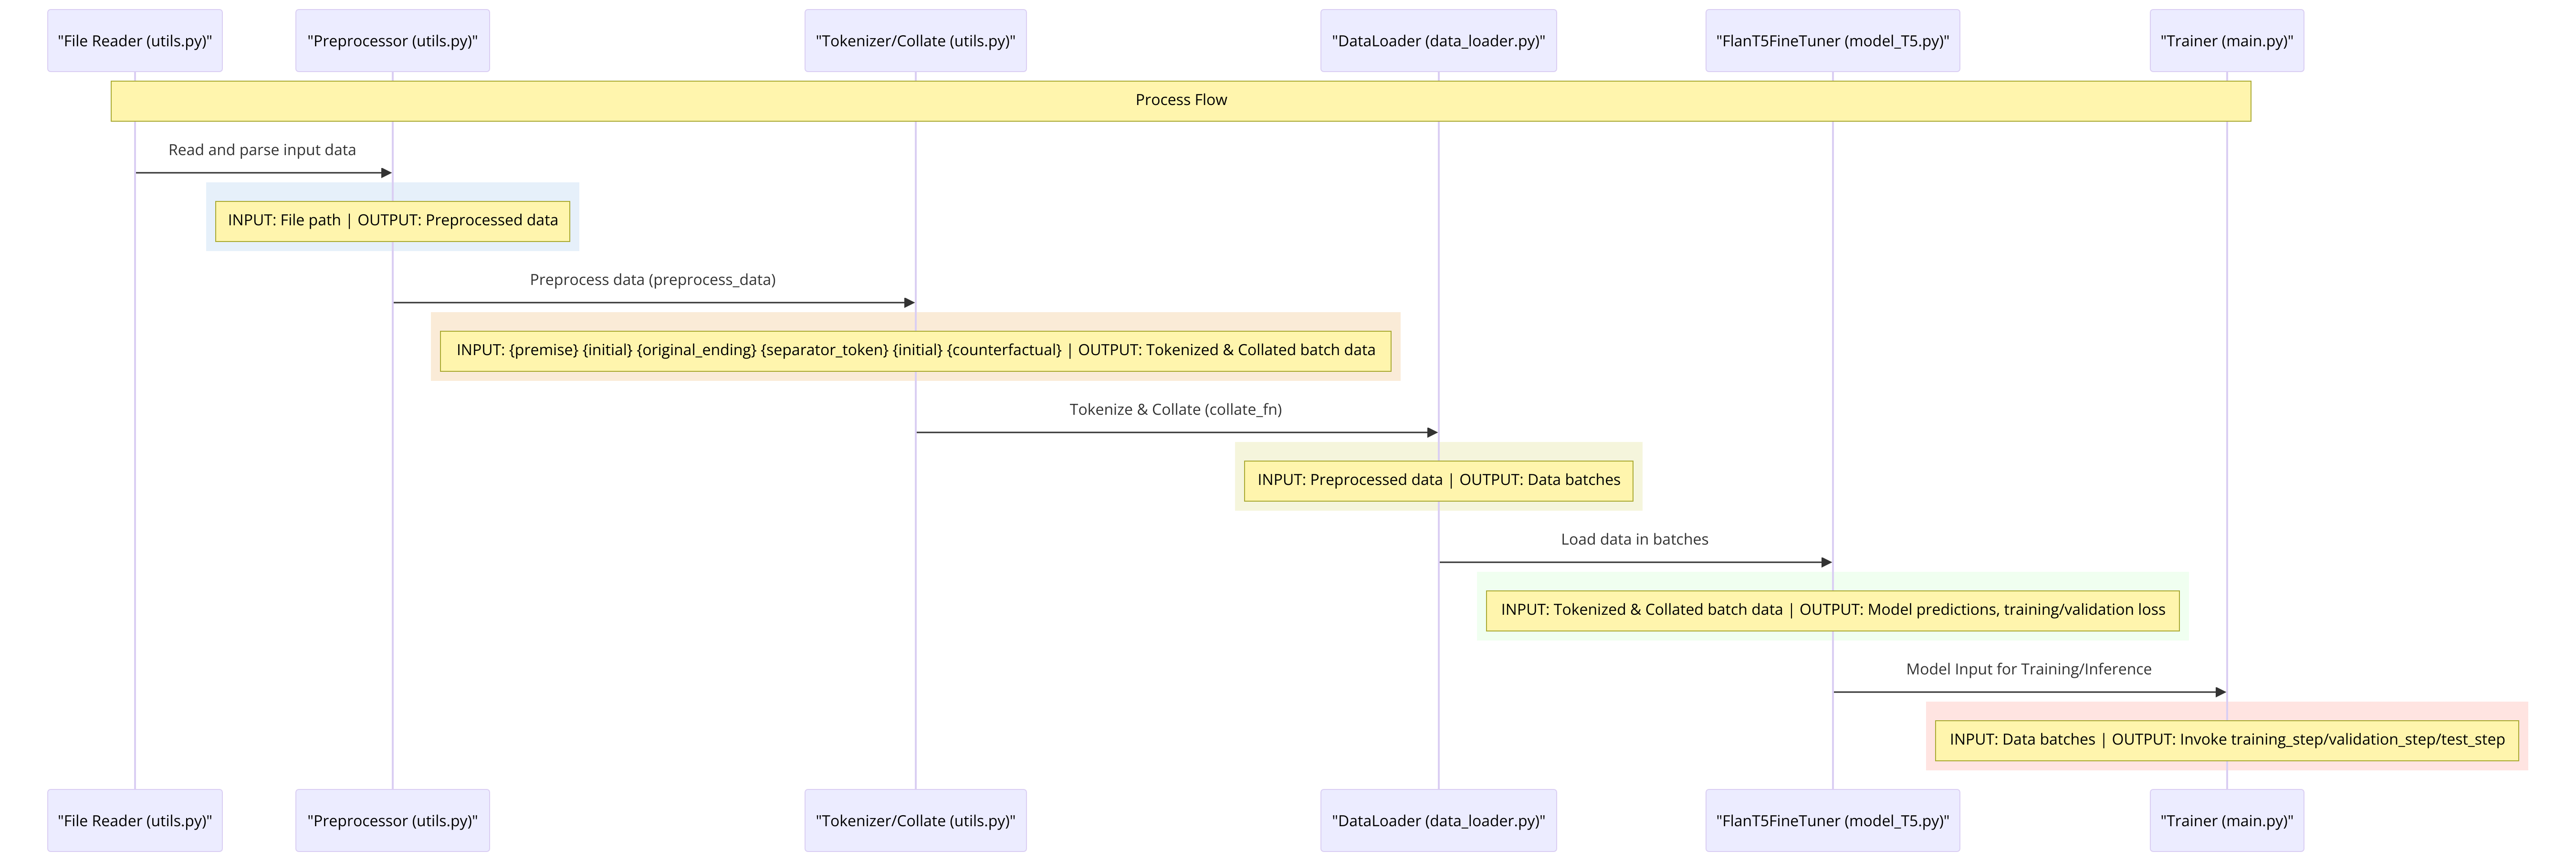 "File Reader (utils.py)"
"Preprocessor (utils.py)"
"Tokenizer/Collate (utils.py)"
"DataLoader (data_loader.py)"
"FlanT5FineTuner (model_T5.py)"
"Trainer (main.py)"
Process Flow
Read and parse input data
INPUT: File path | OUTPUT: Preprocessed data
Preprocess data (preprocess_data)
INPUT: {premise} {initial} {original_ending} {separator_token} {initial} {counterfactual} | OUTPUT: Tokenized & Collated batch data
Tokenize & Collate (collate_fn)
INPUT: Preprocessed data | OUTPUT: Data batches
Load data in batches
INPUT: Tokenized & Collated batch data | OUTPUT: Model predictions, training/validation loss
Model Input for Training/Inference
INPUT: Data batches | OUTPUT: Invoke training_step/validation_step/test_step
"File Reader (utils.py)"
"Preprocessor (utils.py)"
"Tokenizer/Collate (utils.py)"
"DataLoader (data_loader.py)"
"FlanT5FineTuner (model_T5.py)"
"Trainer (main.py)"